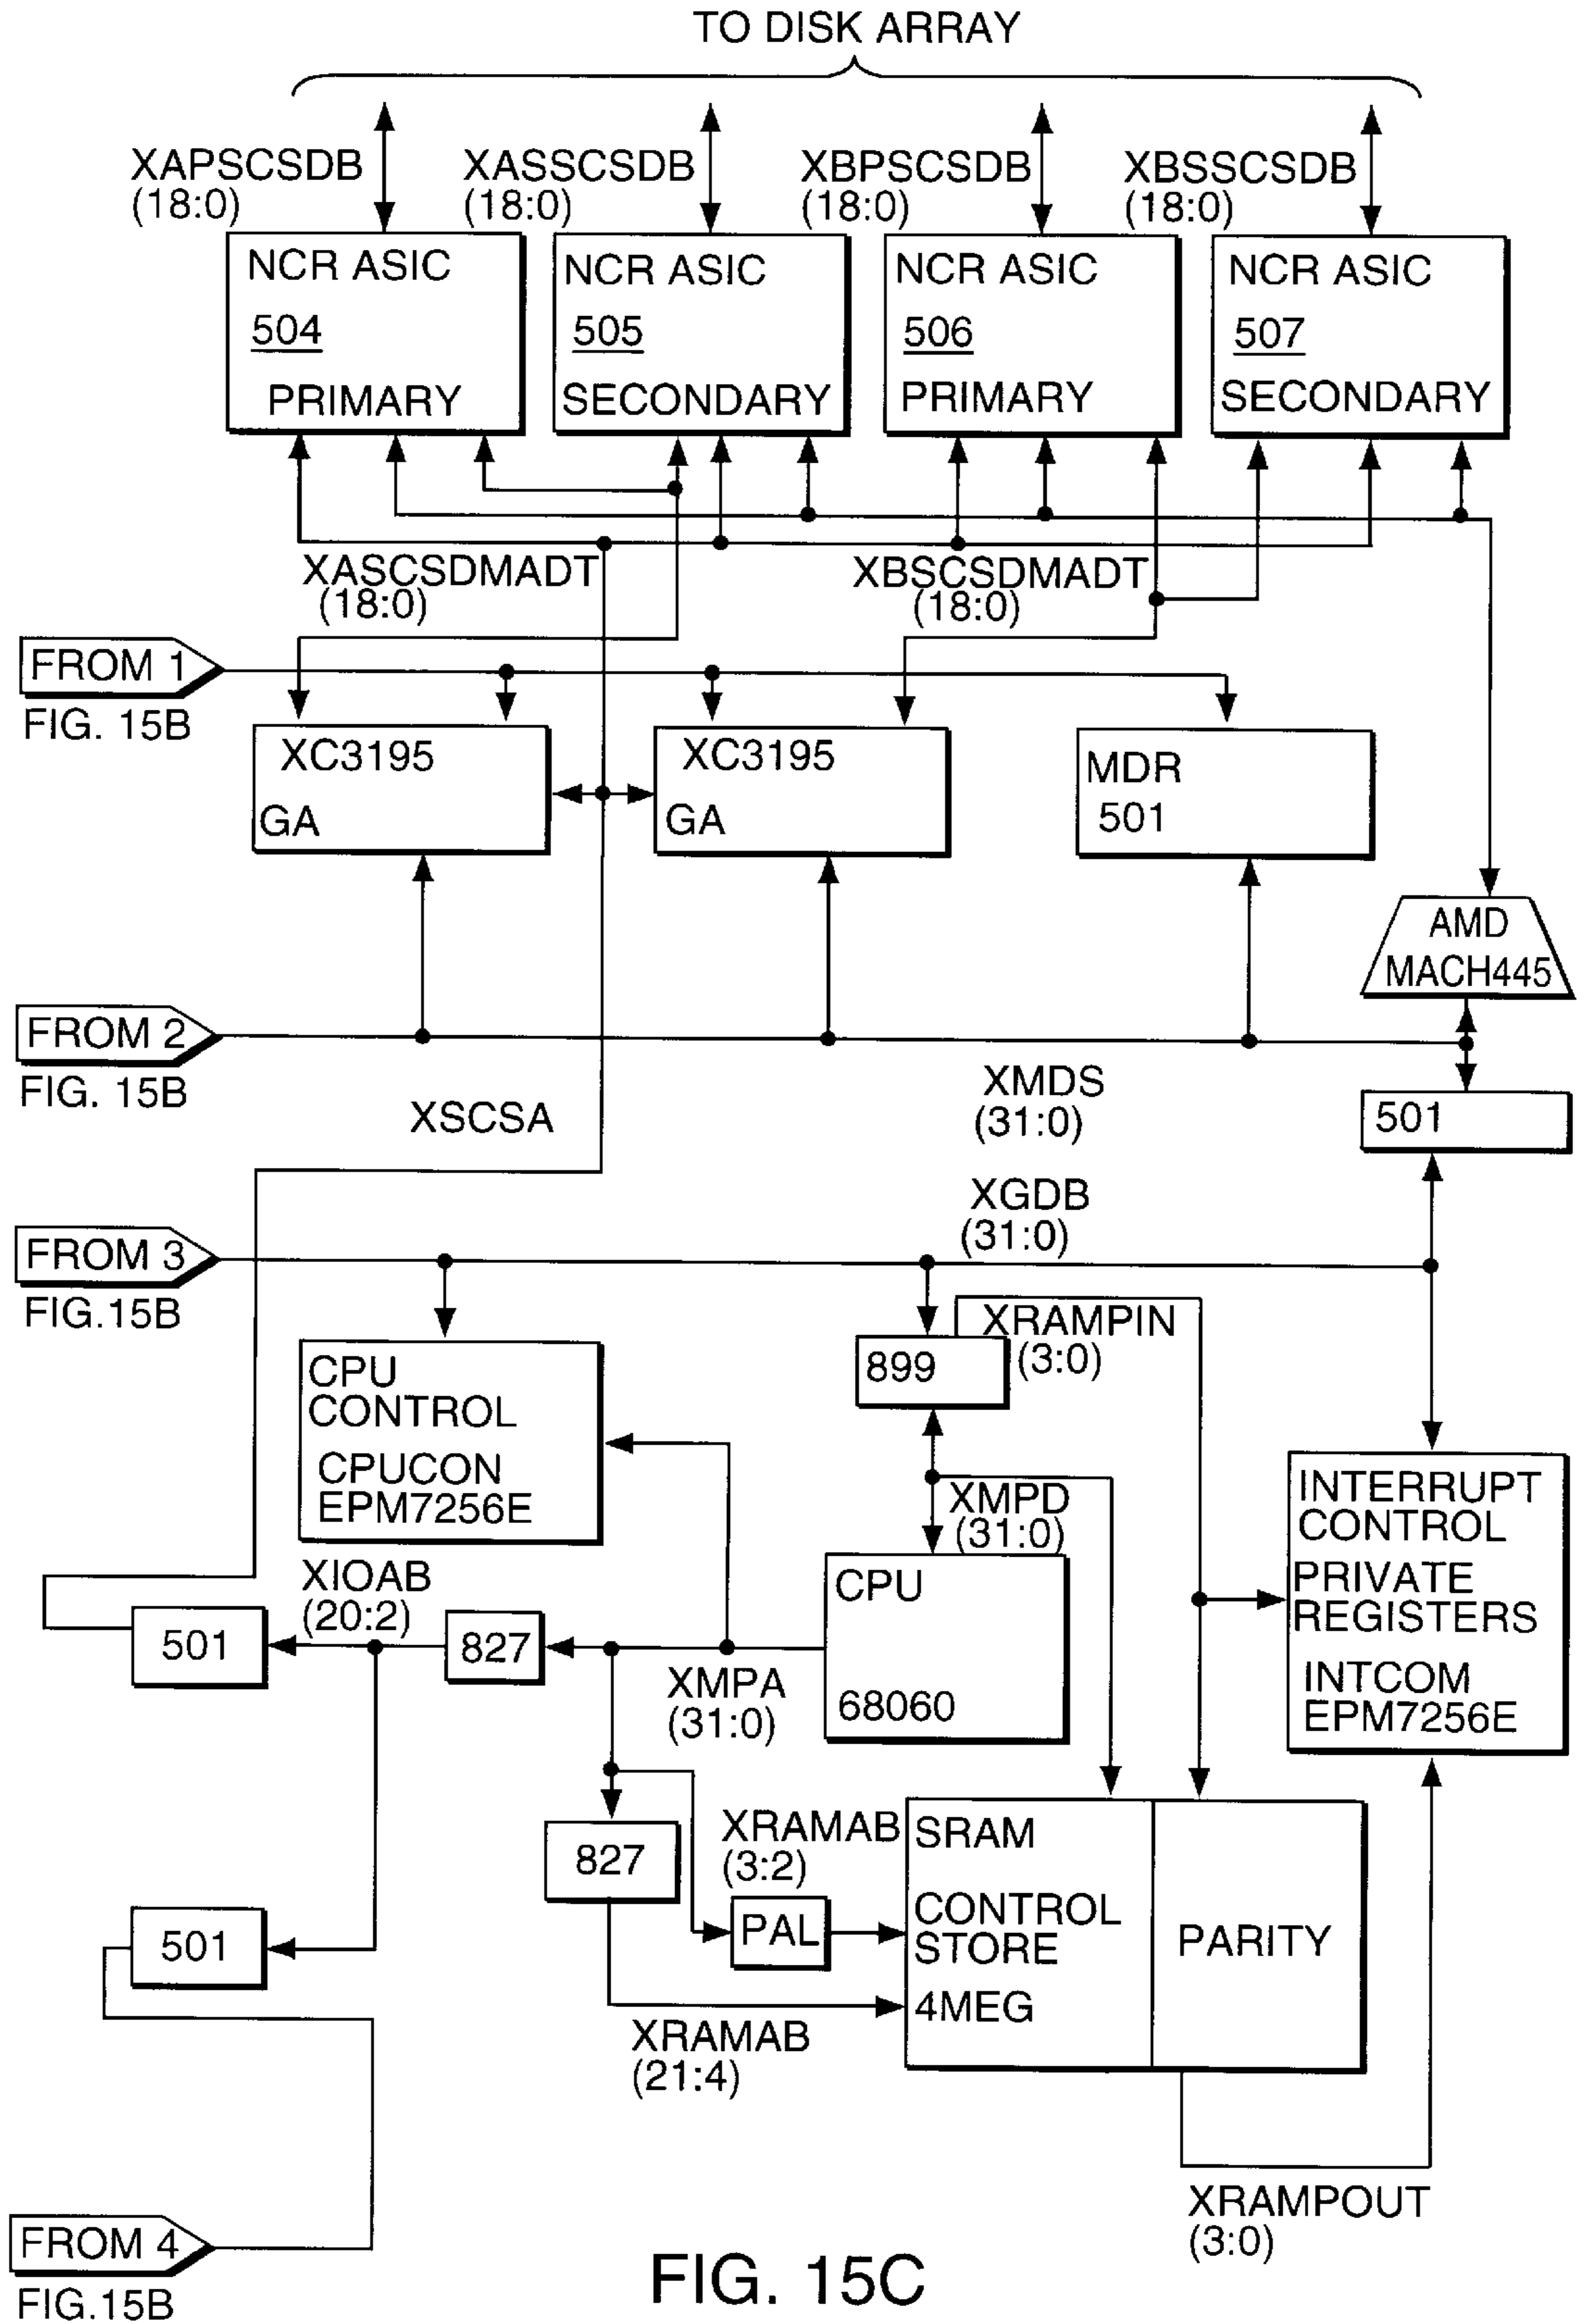 TO DISK ARRAY
XAPSCSDB
(18:0)
XASSCSDB
(18:0)
XBPSCSDB
(18:0)
XBSSCSDB
(18:0)
NCR ASIC
504
PRIMARY
NCR ASIC
505
SECONDARY
NCR ASIC
506
PRIMARY
NCR ASIC
507
SECONDARY
XASCSDMADT
(18:0)
XBSCSDMADT
(18:0)
FROM 1
FIG. 15B
XC3195
GA
XC3195
GA
MDR
501
AMD
MACH445
FROM 2
FIG. 15B
XSCSA
XMDS
(31:0)
501
XGDB
(31:0)
FROM 3
FIG.15B
XRAMPIN
(3:0)
899
CPU
CONTROL
CPUCON
EPM7256E
XMPD
(31:0)
INTERRUPT
CONTROL
PRIVATE
REGISTERS
INTCOM
EPM7256E
XIOAB
(20:2)
501
827
XMPA
(31:0)
CPU
68060
827
XRAMAB
(3:2)
PAL
SRAM
CONTROL
STORE
4MEG
PARITY
501
XRAMAB
(21:4)
XRAMPOUT
(3:0)
FROM 4
FIG.15B
FIG. 15C